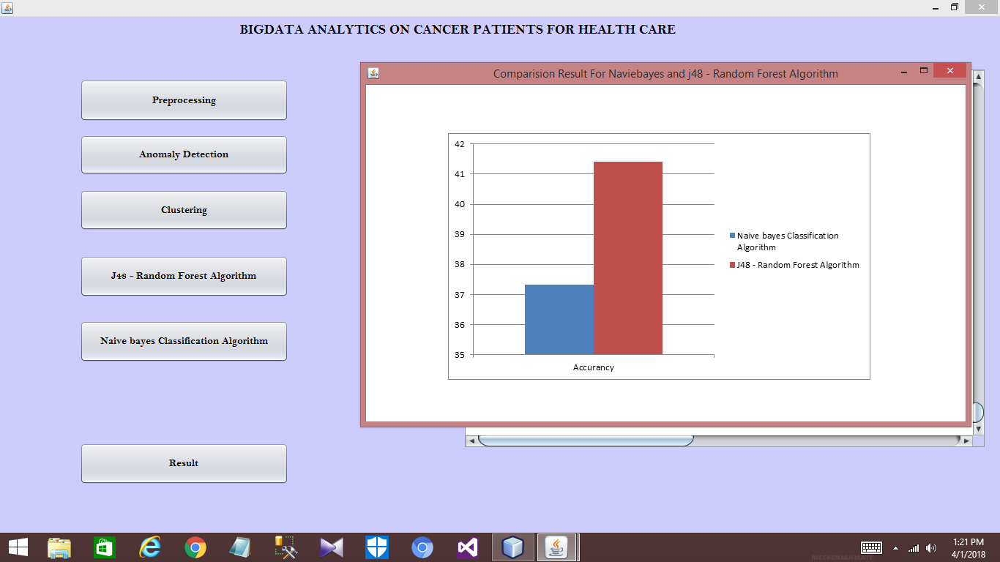 BIGDATA ANALYTICS ON CANCER PATIENTS FOR HEALTH CARE
Preprocessing
Anomaly Detection
Clustering
J48 - Random Forest Algorithm
Naive bayes Classification Algorithm
Result
Comparision Result For Naviebayes and j48 - Random Forest Algorithm
42
41
40
39
38
37
36
35
Accurancy
Naive bayes Classification
Algorithm
J48 - Random Forest Algorithm
1:21 PM
4/1/2018